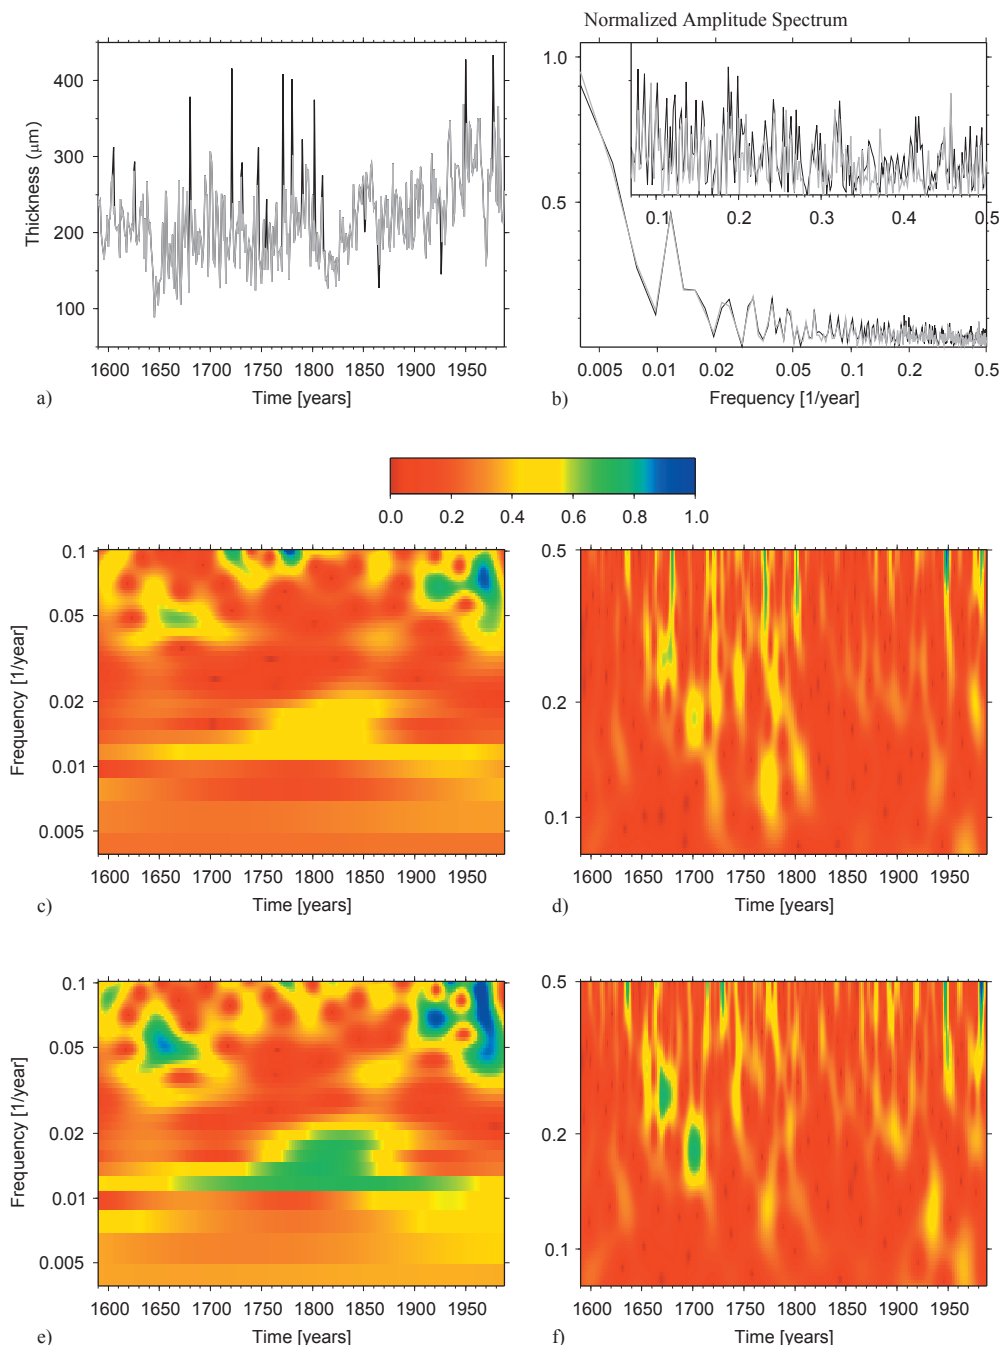 Normalized Amplitude Spectrum
400
300
200
100
Thickness (μm)
1600 1650 1700 1750 1800 1850 1900 1950
a)
Time [years]
1.0
0.5
0.1 0.2 0.3 0.4 0.5
0.005 0.01 0.02 0.05 0.1 0.2 0.5
b)
Frequency [1/year]
0.0 0.2 0.4 0.6 0.8 1.0
0.1
0.05
0.02
0.01
0.005
Frequency [1/year]
1600 1650 1700 1750 1800 1850 1900 1950
c)
Time [years]
0.5
0.2
0.1
1600 1650 1700 1750 1800 1850 1900 1950
d)
Time [years]
0.1
0.05
0.02
0.01
0.005
Frequency [1/year]
1600 1650 1700 1750 1800 1850 1900 1950
e)
Time [years]
0.5
0.2
0.1
1600 1650 1700 1750 1800 1850 1900 1950
f)
Time [years]